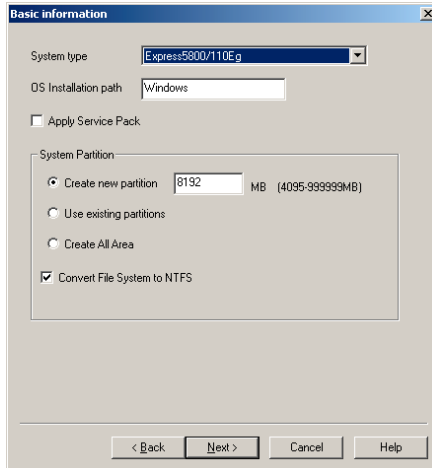 Basic information
System type Express5800/110Eg
OS Installation path Windows
Apply Service Pack
System Partition
Create new partition 8192 MB (4095-999999MB)
Use existing partitions
Create All Area
Convert File System to NTFS
< Back Next > Cancel Help